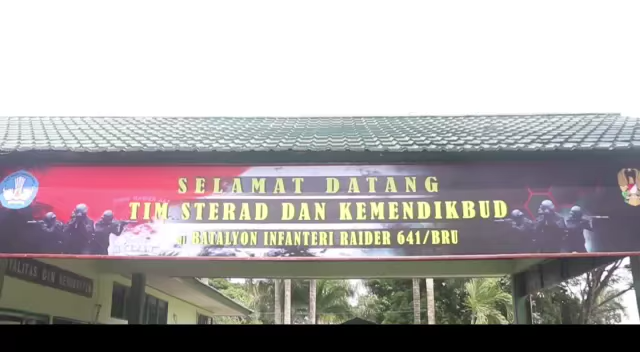 SELAMAT DATANG
TIM STERAD DAN KEMENDIKBUD
di BATALYON INFANTERI RAIDER 641/BRU